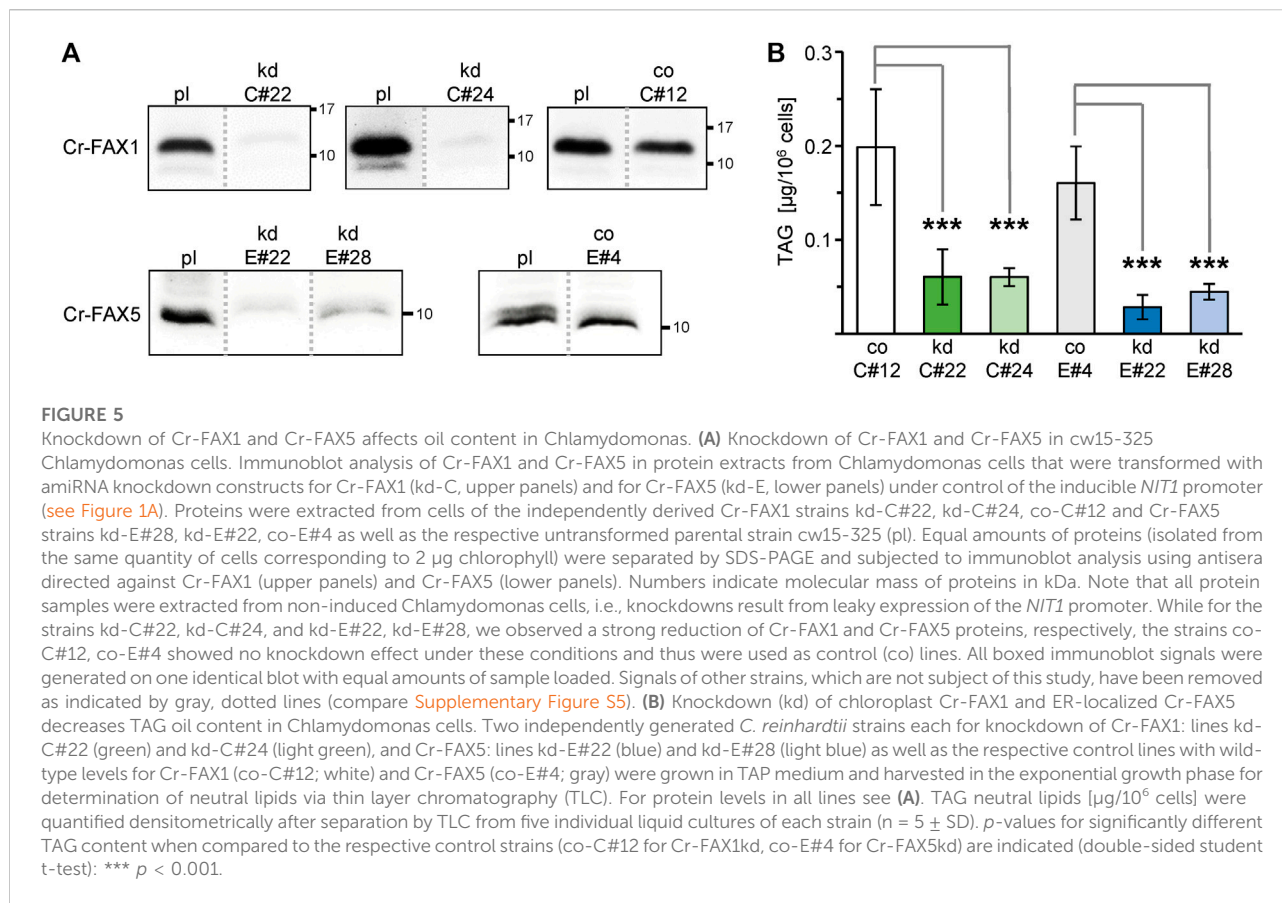 A
kd
C#22
pl
17
10
kd
C#24
pl
17
10
co
C#12
pl
17
10
Cr-FAX1
kd
E#22
kd
E#28
pl
10
co
E#4
pl
10
Cr-FAX5
B
0.3
0.2
0.1
TAG [µg/10⁶ cells]
*** *** *** ***
co
C#12
kd
C#22
kd
C#24
co
E#4
kd
E#22
kd
E#28
FIGURE 5
Knockdown of Cr-FAX1 and Cr-FAX5 affects oil content in Chlamydomonas. (A) Knockdown of Cr-FAX1 and Cr-FAX5 in cw15-325
Chlamydomonas cells. Immunoblot analysis of Cr-FAX1 and Cr-FAX5 in protein extracts from Chlamydomonas cells that were transformed with
amiRNA knockdown constructs for Cr-FAX1 (kd-C, upper panels) and for Cr-FAX5 (kd-E, lower panels) under control of the inducible NIT1 promoter
(see Figure 1A). Proteins were extracted from cells of the independently derived Cr-FAX1 strains kd-C#22, kd-C#24, co-C#12 and Cr-FAX5
strains kd-E#28, kd-E#22, co-E#4 as well as the respective untransformed parental strain cw15-325 (pl). Equal amounts of proteins (isolated from
the same quantity of cells corresponding to 2 µg chlorophyll) were separated by SDS-PAGE and subjected to immunoblot analysis using antisera
directed against Cr-FAX1 (upper panels) and Cr-FAX5 (lower panels). Numbers indicate molecular mass of proteins in kDa. Note that all protein
samples were extracted from non-induced Chlamydomonas cells, i.e., knockdowns result from leaky expression of the NIT1 promoter. While for the
strains kd-C#22, kd-C#24, and kd-E#22, kd-E#28, we observed a strong reduction of Cr-FAX1 and Cr-FAX5 proteins, respectively, the strains co-
C#12, co-E#4 showed no knockdown effect under these conditions and thus were used as control (co) lines. All boxed immunoblot signals were
generated on one identical blot with equal amounts of sample loaded. Signals of other strains, which are not subject of this study, have been removed
as indicated by gray, dotted lines (compare Supplementary Figure S5). (B) Knockdown (kd) of chloroplast Cr-FAX1 and ER-localized Cr-FAX5
decreases TAG oil content in Chlamydomonas cells. Two independently generated C. reinhardtii strains each for knockdown of Cr-FAX1: lines kd-
C#22 (green) and kd-C#24 (light green), and Cr-FAX5: lines kd-E#22 (blue) and kd-E#28 (light blue) as well as the respective control lines with wild-
type levels for Cr-FAX1 (co-C#12; white) and Cr-FAX5 (co-E#4; gray) were grown in TAP medium and harvested in the exponential growth phase for
determination of neutral lipids via thin layer chromatography (TLC). For protein levels in all lines see (A). TAG neutral lipids [µg/10⁶ cells] were
quantified densitometrically after separation by TLC from five individual liquid cultures of each strain (n = 5 ± SD). p-values for significantly different
TAG content when compared to the respective control strains (co-C#12 for Cr-FAX1kd, co-E#4 for Cr-FAX5kd) are indicated (double-sided student
t-test): *** p < 0.001.